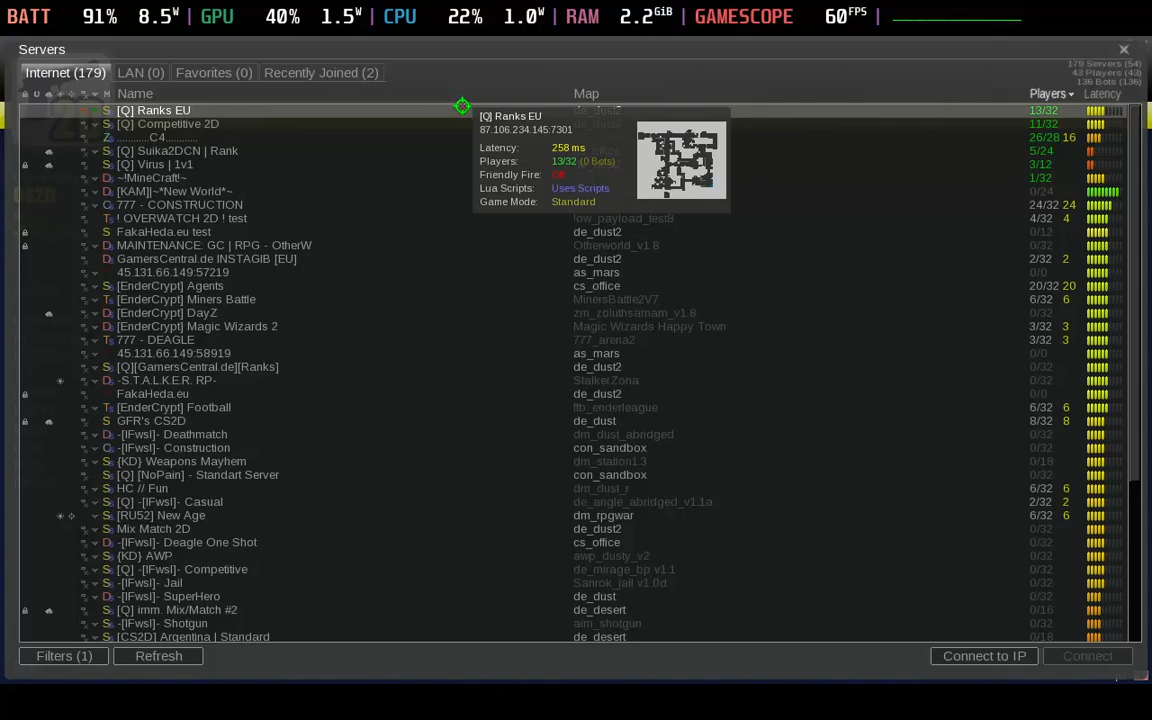 BATT 91% 8.5W | GPU 40% 1.5W | CPU 22% 1.0W | RAM 2.2GiB | GAMESCOPE 60FPS |
Servers
Internet (179) LAN (0) Favorites (0) Recently Joined (2)
179 Servers (54)
43 Players (43)
136 Bots (136)
M Name Map Players Latency
S [Q] Ranks EU de_dust2 13/32
S [Q] Competitive 2D 11/32
Z ..........C4........... 26/28 16
S [Q] Suika2DCN | Rank 5/24
S [Q] Virus | 1v1 3/12
D ~!MineCraft!~ 1/32
D [KAM]|~*New World*~ 0/24
[Q] Ranks EU
87.106.234.145:7301
Latency: 258 ms
Players: 13/32 (0 Bots)
Friendly Fire: Off
Lua Scripts: Uses Scripts
Game Mode: Standard
C 777 - CONSTRUCTION 24/32 24
T ! OVERWATCH 2D ! test !ow_payload_test8 4/32 4
S FakaHeda.eu test de_dust2 0/12
D MAINTENANCE: GC | RPG - OtherW Otherworld_v1.8 0/32
D GamersCentral.de INSTAGIB [EU] de_dust2 2/32 2
45.131.66.149:57219 as_mars 0/0
S [EnderCrypt] Agents cs_office 20/32 20
T [EnderCrypt] Miners Battle MinersBattle2V7 6/32 6
D [EnderCrypt] DayZ zm_zoluthsamam_v1.8 0/32
D [EnderCrypt] Magic Wizards 2 Magic Wizards Happy Town 3/32 3
T 777 - DEAGLE 777_arena2 3/32 3
45.131.66.149:58919 as_mars 0/0
S [Q][GamersCentral.de][Ranks] de_dust2 0/32
D -S.T.A.L.K.E.R. RP- StalkerZona 0/32
FakaHeda.eu de_dust2 0/0
T [EnderCrypt] Football ftb_enderleague 6/32 6
S GFR's CS2D de_dust 8/32 8
D -[IFwsI]- Deathmatch dm_dust_abridged 0/32
C -[IFwsI]- Construction con_sandbox 0/32
S {KD} Weapons Mayhem dm_station13 0/18
S [Q] [NoPain] - Standart Server con_sandbox 0/32
S HC // Fun dm_dust_r 6/32 6
S [Q] -[IFwsI]- Casual de_angle_abridged_v1.1a 2/32 2
S [RU52] New Age dm_rpgwar 6/32 6
S Mix Match 2D de_dust2 0/32
D -[IFwsI]- Deagle One Shot cs_office 0/32
S {KD} AWP awp_dusty_v2 0/32
S [Q] -[IFwsI]- Competitive de_mirage_bp v1.1 0/32
S -[IFwsI]- Jail Sanrok_jail v1.0d 0/32
D -[IFwsI]- SuperHero de_dust 0/32
S [Q] imm. Mix/Match #2 de_desert 0/16
S -[IFwsI]- Shotgun aim_shotgun 0/32
S [CS2D] Argentina | Standard de_desert 0/18
Filters (1) Refresh Connect to IP Connect